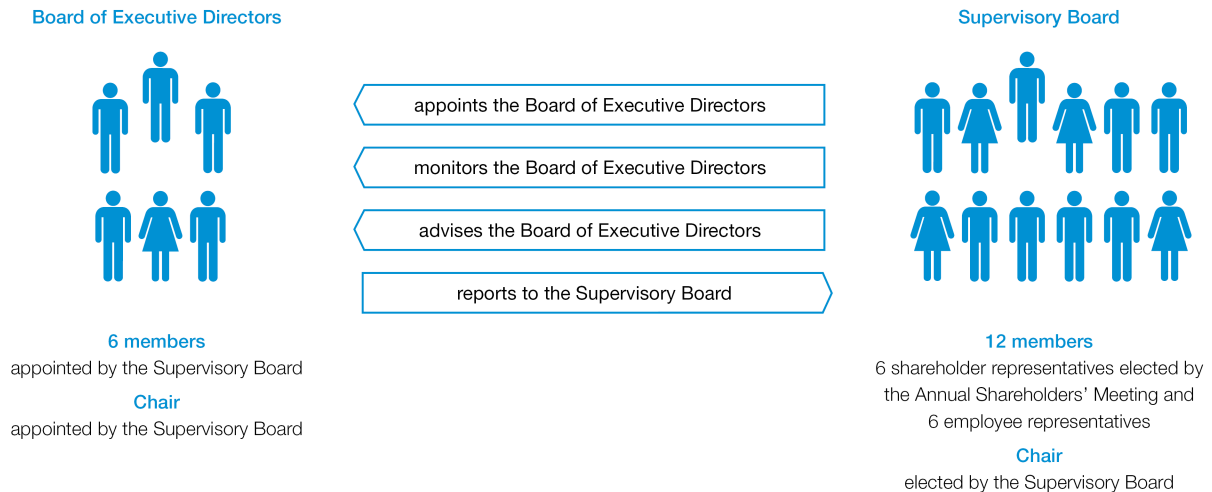 Board of Executive Directors
Supervisory Board
appoints the Board of Executive Directors
monitors the Board of Executive Directors
advises the Board of Executive Directors
reports to the Supervisory Board
6 members
appointed by the Supervisory Board
Chair
appointed by the Supervisory Board
12 members
6 shareholder representatives elected by
the Annual Shareholders’ Meeting and
6 employee representatives
Chair
elected by the Supervisory Board